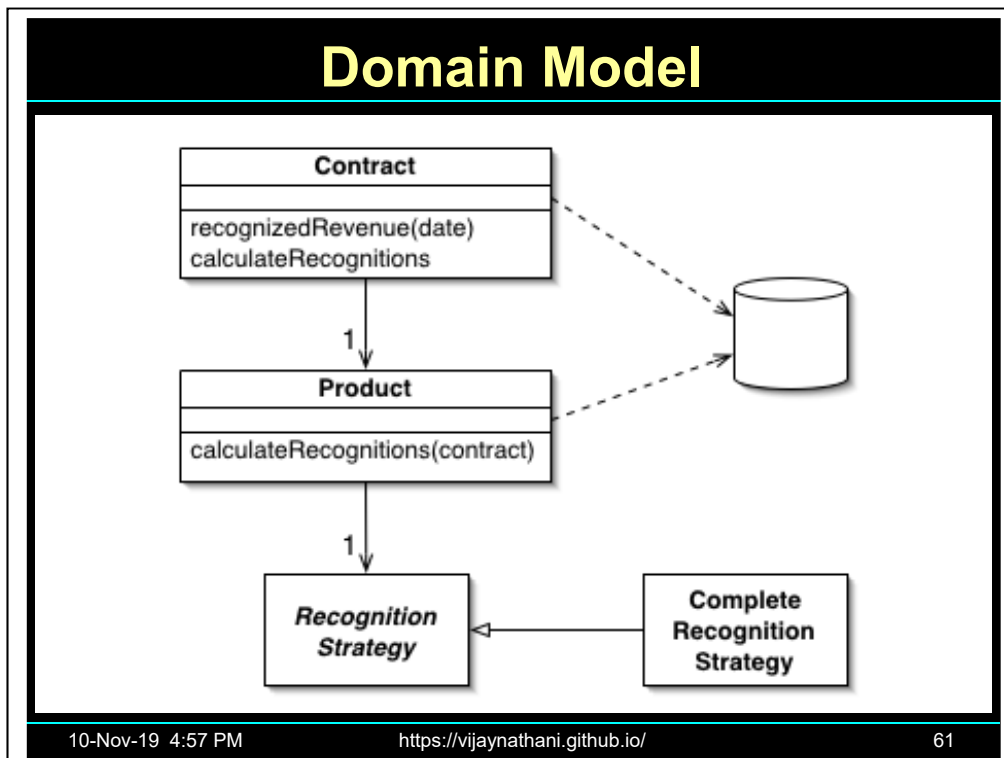 Domain Model
Contract
recognizedRevenue(date)
calculateRecognitions
1
Product
calculateRecognitions(contract)
1
Recognition
Strategy
Complete
Recognition
Strategy
10-Nov-19 4:57 PM
https://vijaynathani.github.io/
61